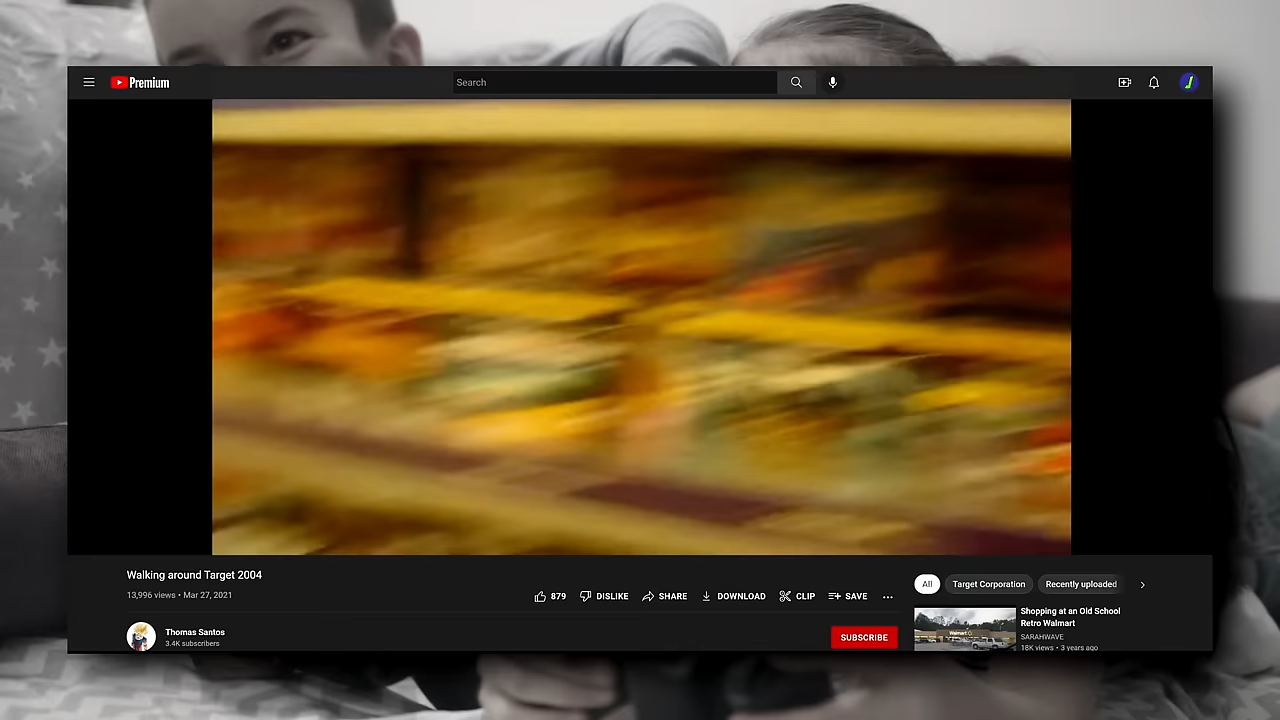 Premium
Search
Walking around Target 2004
13,996 views • Mar 27, 2021
879 DISLIKE SHARE DOWNLOAD CLIP SAVE
Thomas Santos
3.4K subscribers
SUBSCRIBE
All Target Corporation Recently uploaded
Shopping at an Old School
Retro Walmart
SARAHWAVE
18K views • 3 years ago
Walmart